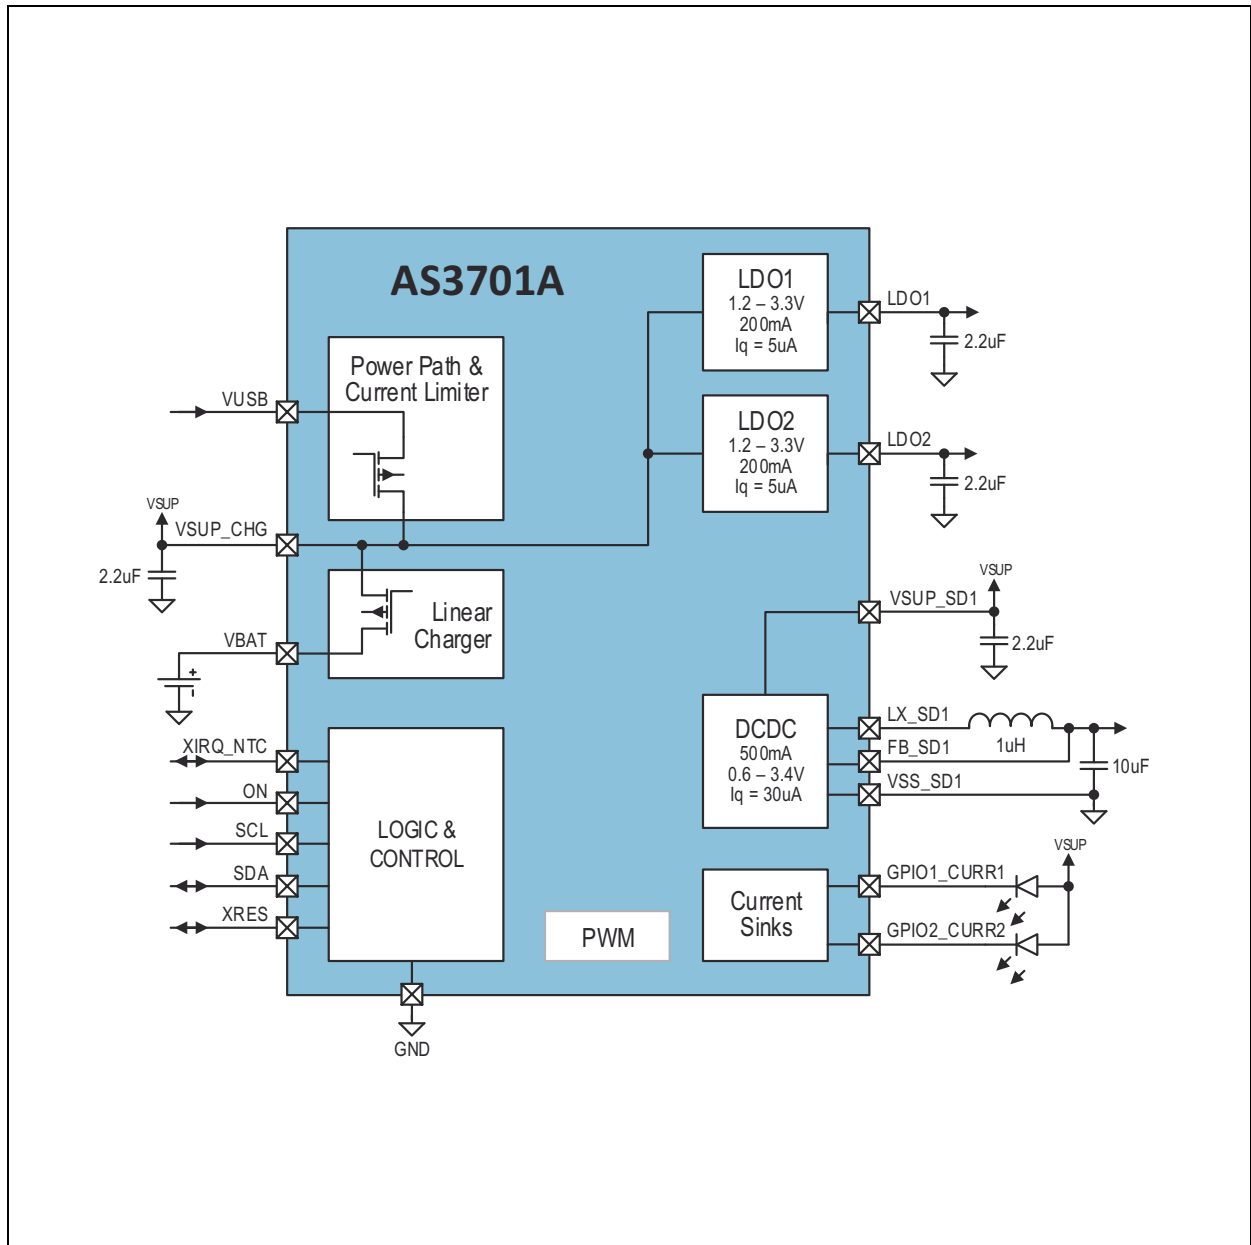 AS3701A
Power Path &
Current Limiter
VUSB
VSUP
VSUP_CHG
2.2uF
Linear
Charger
VBAT
+
-
XIRQ_NTC
ON
SCL
SDA
XRES
LOGIC &
CONTROL
GND
PWM
LDO1
1.2 – 3.3V
200mA
Iq = 5uA
LDO1
2.2uF
LDO2
1.2 – 3.3V
200mA
Iq = 5uA
LDO2
2.2uF
VSUP
VSUP_SD1
2.2uF
DCDC
500mA
0.6 – 3.4V
Iq = 30uA
LX_SD1
1uH
FB_SD1
10uF
VSS_SD1
VSUP
Current
Sinks
GPIO1_CURR1
GPIO2_CURR2